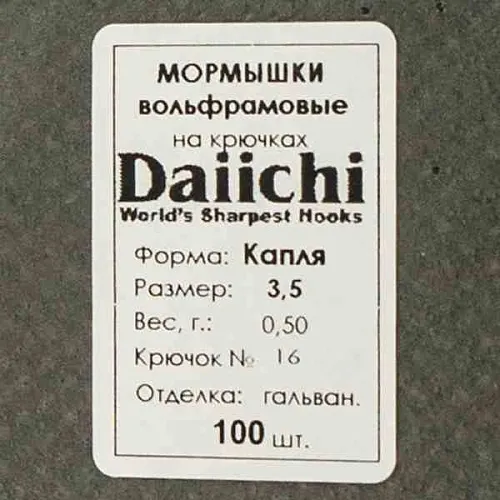 МОРМЫШКИ
вольфрамовые
на крючках
Daiichi
World's Sharpest Hooks
Форма: Капля
Размер: 3,5
Вес, г.: 0,50
Крючок № 16
Отделка: гальван.
100 шт.